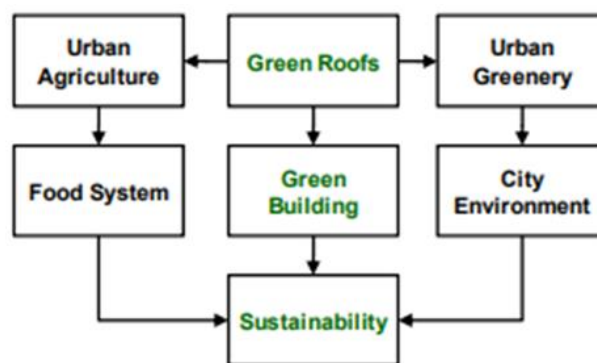 Urban
Agriculture
Green Roofs
Urban
Greenery
Food System
Green
Building
City
Environment
Sustainability